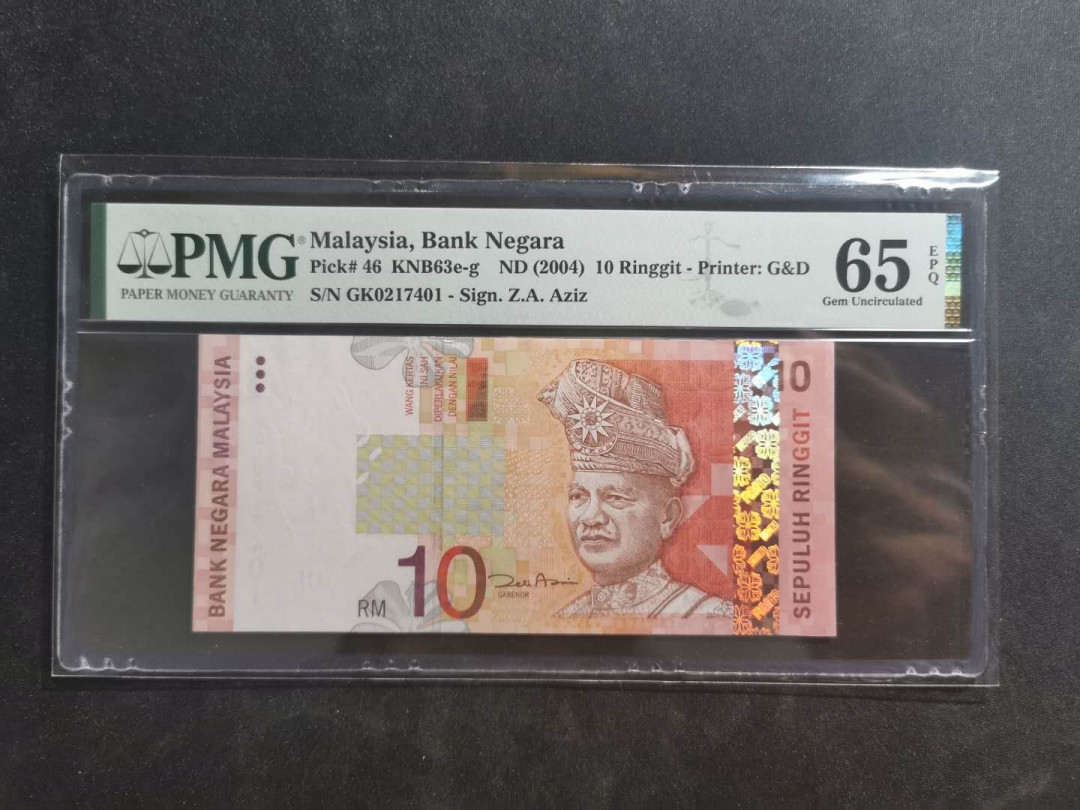 PMG®
PAPER MONEY GUARANTY
Malaysia, Bank Negara
Pick# 46 KNB63e-g ND (2004) 10 Ringgit - Printer: G&D
S/N GK0217401 - Sign. Z.A. Aziz
65
EPQ
Gem Uncirculated
BANK NEGARA MALAYSIA
WANG KERTAS
INI SAH
DIPERLAKUKAN
DENGAN NILAI
RM 10
GABENOR
10
SEPULUH RINGGIT